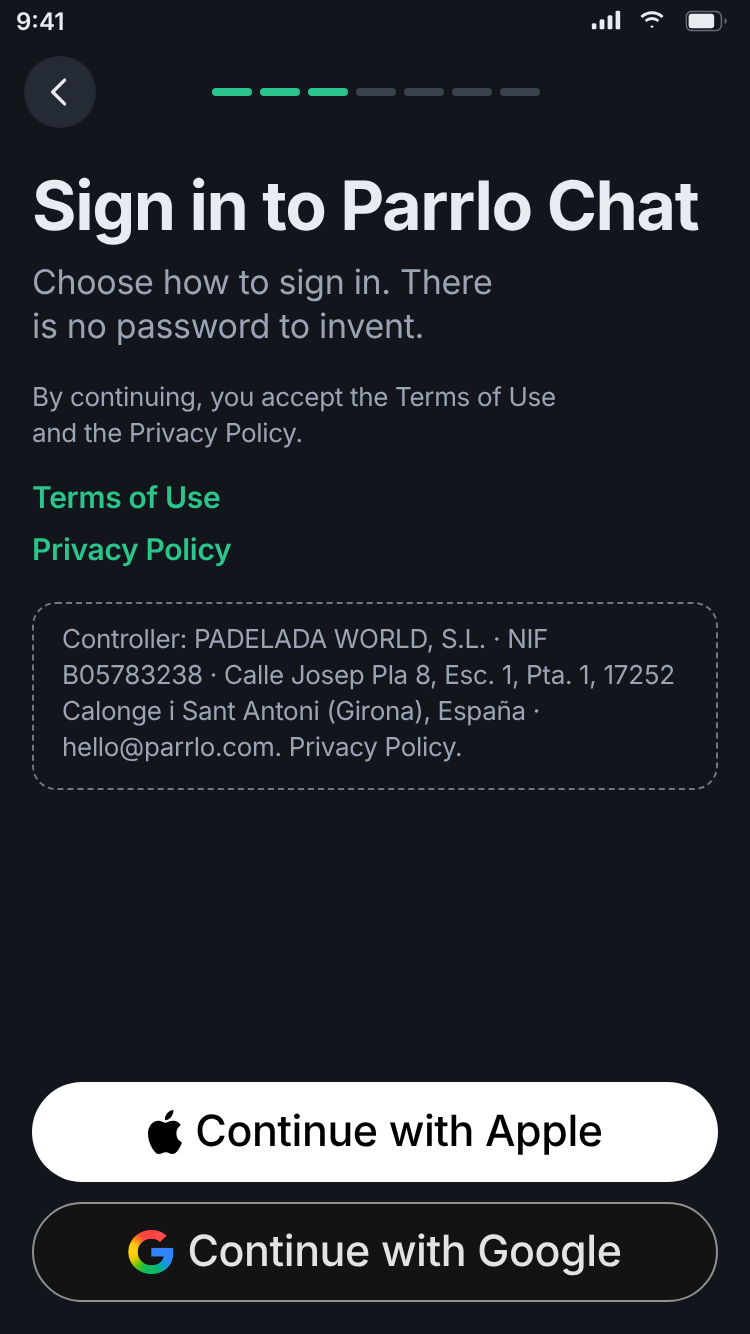 9:41
Sign in to Parrlo Chat
Choose how to sign in. There
is no password to invent.
By continuing, you accept the Terms of Use
and the Privacy Policy.
Terms of Use
Privacy Policy
Controller: PADELADA WORLD, S.L. · NIF
B05783238 · Calle Josep Pla 8, Esc. 1, Pta. 1, 17252
Calonge i Sant Antoni (Girona), España ·
hello@parrlo.com. Privacy Policy.
Continue with Apple
Continue with Google